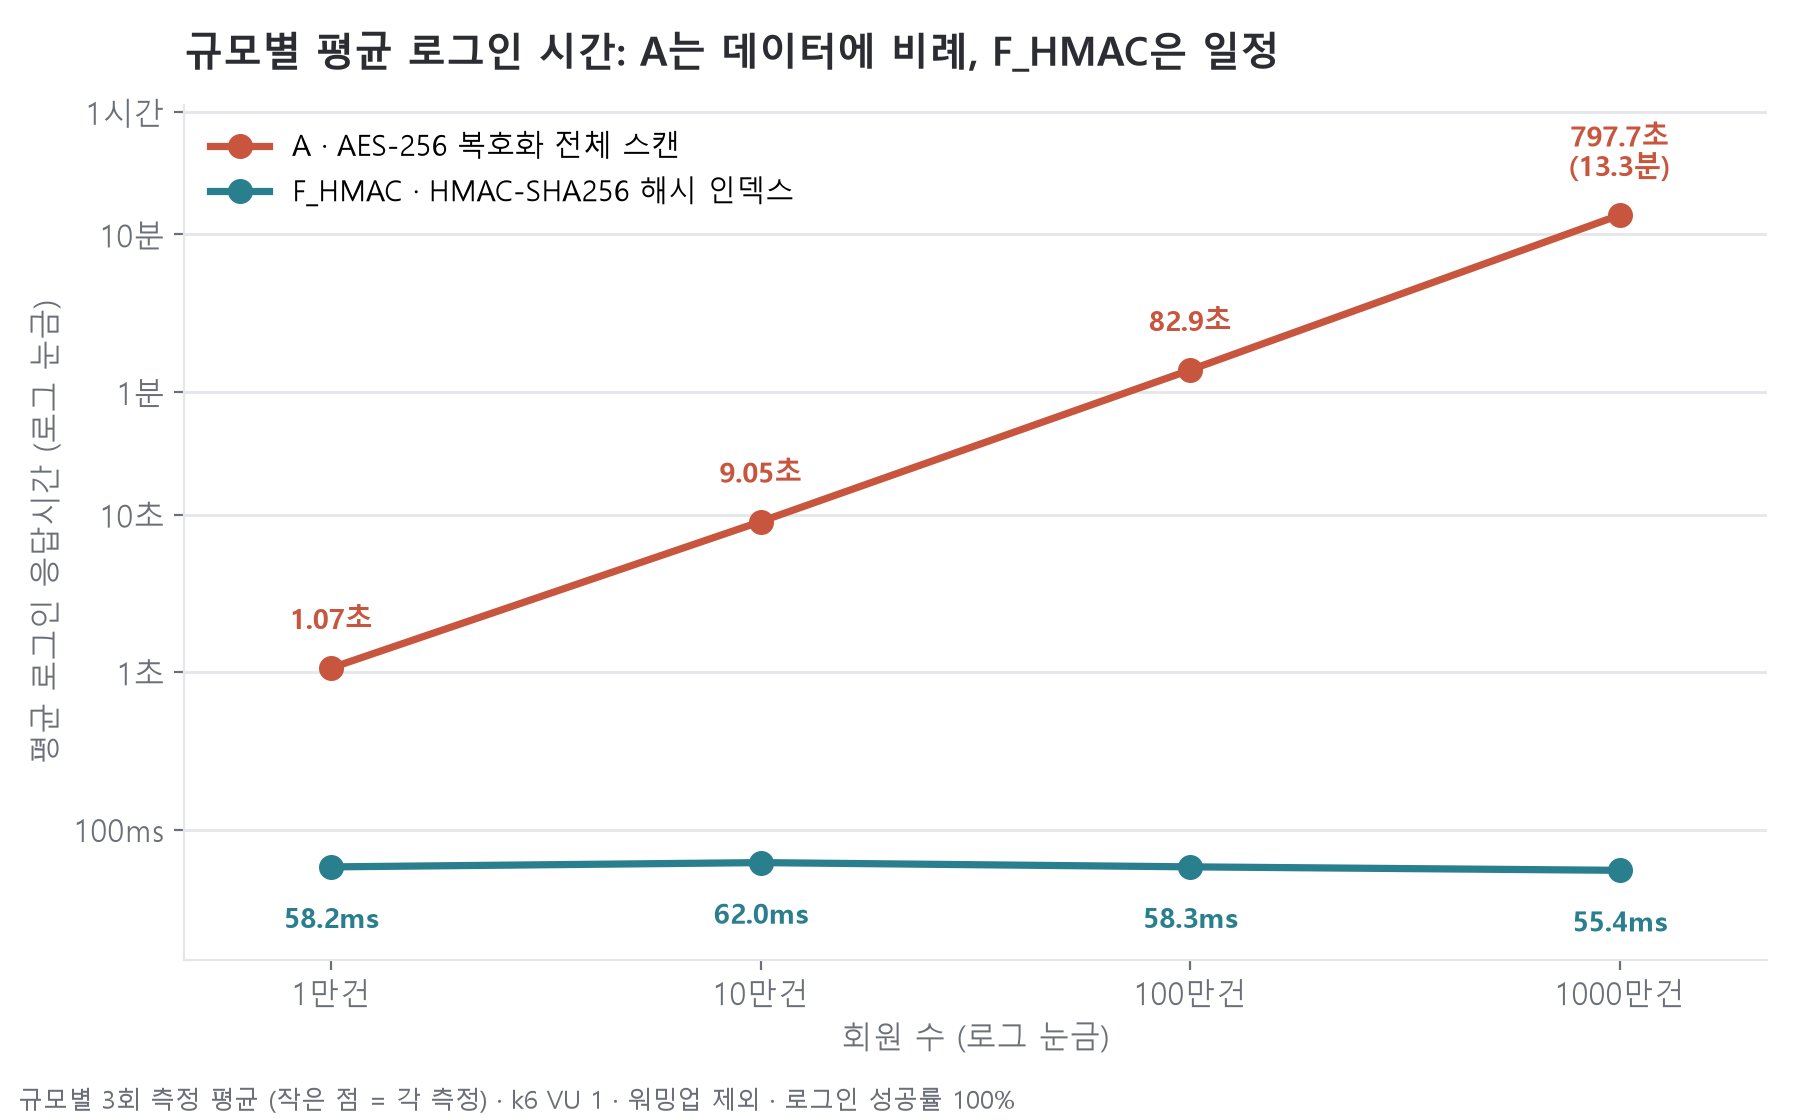 규모별 평균 로그인 시간: A는 데이터에 비례, F_HMAC은 일정
1시간
10분
1분
10초
1초
100ms
평균 로그인 응답시간 (로그 눈금)
A · AES-256 복호화 전체 스캔
F_HMAC · HMAC-SHA256 해시 인덱스
797.7초
(13.3분)
82.9초
9.05초
1.07초
58.2ms
62.0ms
58.3ms
55.4ms
1만건
10만건
100만건
1000만건
회원 수 (로그 눈금)
규모별 3회 측정 평균 (작은 점 = 각 측정) · k6 VU 1 · 워밍업 제외 · 로그인 성공률 100%